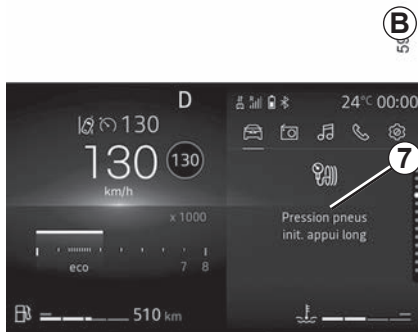 B
59
D
24°C 00:00
130
130
130
km/h
7
x 1000
Pression pneus
init. appui long
eco
7 8
510 km